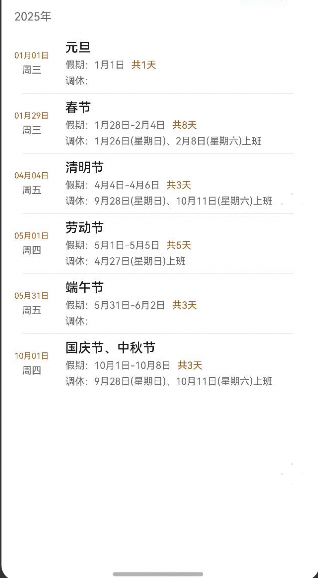 2025年
元旦
01月01日
周三
假期：1月1日 共1天
调休：
春节
01月29日
周三
假期：1月28日-2月4日 共8天
调休：1月26日(星期日)、2月8日(星期六)上班
清明节
04月04日
周五
假期：4月4日-4月6日 共3天
调休：9月28日(星期日)、10月11日(星期六)上班
劳动节
05月01日
周四
假期：5月1日-5月5日 共5天
调休：4月27日(星期日)上班
端午节
05月31日
周五
假期：5月31日-6月2日 共3天
调休：
国庆节、中秋节
10月01日
周四
假期：10月1日-10月8日 共3天
调休：9月28日(星期日)、10月11日(星期六)上班